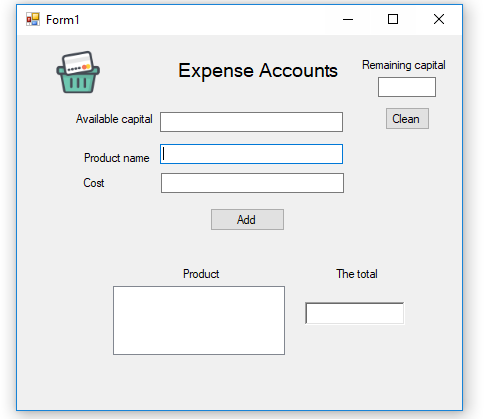 Form1
Expense Accounts
Remaining capital
Available capital
Clean
Product name
Cost
Add
Product
The total